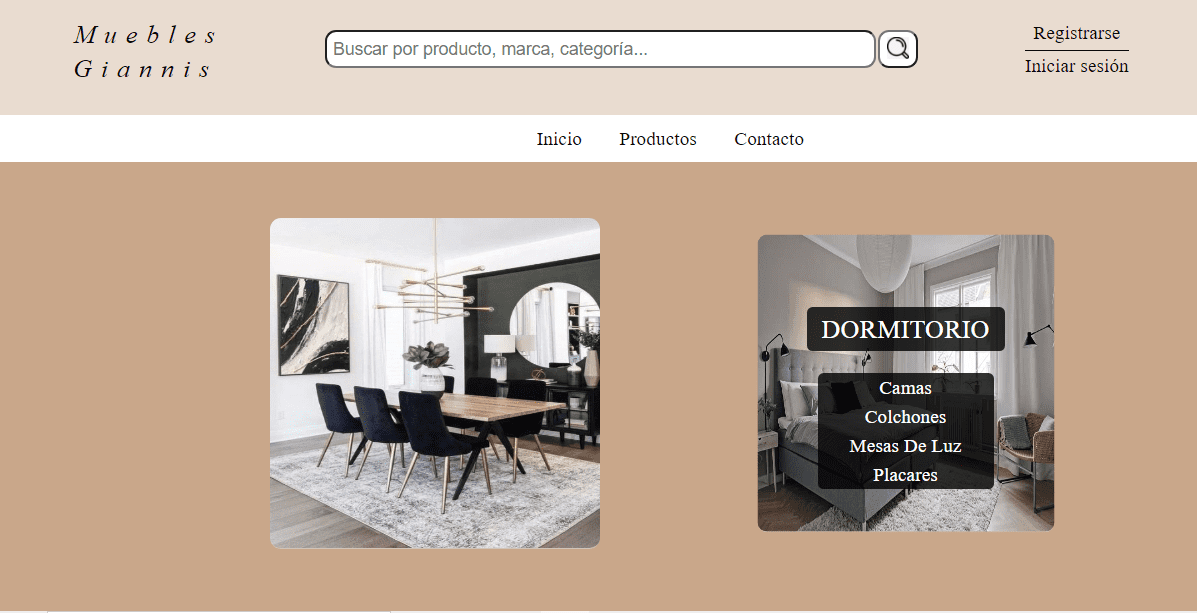 Muebles
Giannis
Buscar por producto, marca, categoría...
Registrarse
Iniciar sesión
Inicio Productos Contacto
DORMITORIO
Camas
Colchones
Mesas De Luz
Placares